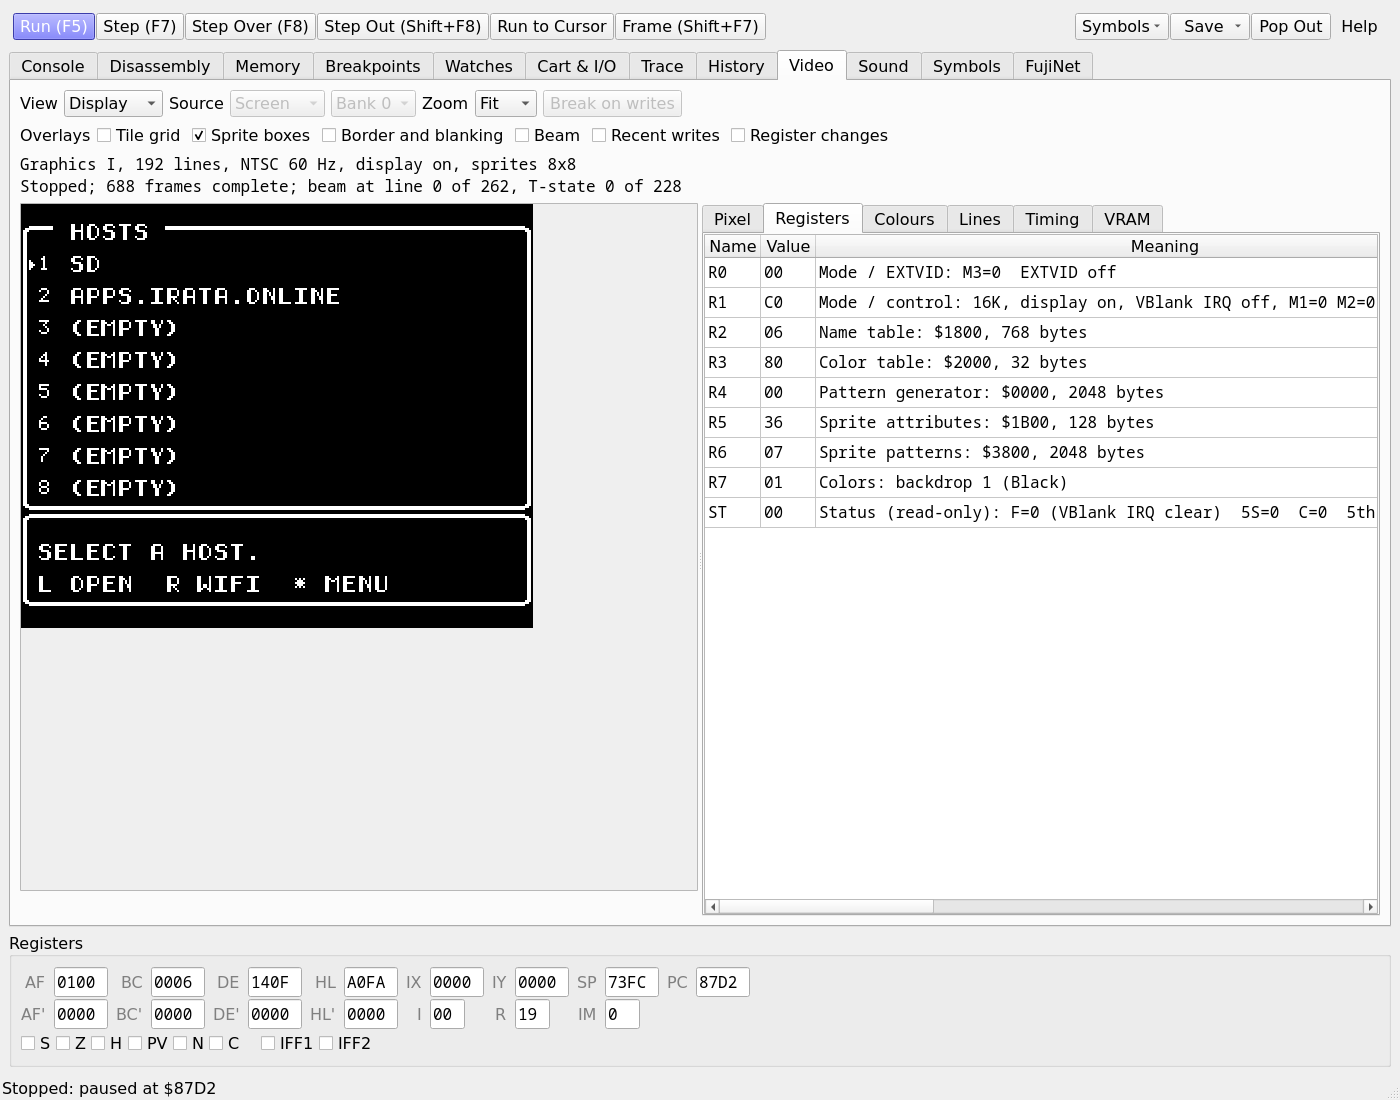 Run (F5) Step (F7) Step Over (F8) Step Out (Shift+F8) Run to Cursor Frame (Shift+F7) Symbols Save Pop Out Help
Console Disassembly Memory Breakpoints Watches Cart & I/O Trace History Video Sound Symbols FujiNet
View Display Source Screen Bank 0 Zoom Fit Break on writes
Overlays Tile grid Sprite boxes Border and blanking Beam Recent writes Register changes
Graphics I, 192 lines, NTSC 60 Hz, display on, sprites 8x8
Stopped; 688 frames complete; beam at line 0 of 262, T-state 0 of 228
HOSTS
1 SD
2 APPS.IRATA.ONLINE
3 (EMPTY)
4 (EMPTY)
5 (EMPTY)
6 (EMPTY)
7 (EMPTY)
8 (EMPTY)
SELECT A HOST.
L OPEN R WIFI * MENU
Pixel Registers Colours Lines Timing VRAM
Name Value Meaning
R0 00 Mode / EXTVID: M3=0 EXTVID off
R1 C0 Mode / control: 16K, display on, VBlank IRQ off, M1=0 M2=0
R2 06 Name table: $1800, 768 bytes
R3 80 Color table: $2000, 32 bytes
R4 00 Pattern generator: $0000, 2048 bytes
R5 36 Sprite attributes: $1B00, 128 bytes
R6 07 Sprite patterns: $3800, 2048 bytes
R7 01 Colors: backdrop 1 (Black)
ST 00 Status (read-only): F=0 (VBlank IRQ clear) 5S=0 C=0 5th
Registers
AF 0100 BC 0006 DE 140F HL A0FA IX 0000 IY 0000 SP 73FC PC 87D2
AF' 0000 BC' 0000 DE' 0000 HL' 0000 I 00 R 19 IM 0
S Z H PV N C IFF1 IFF2
Stopped: paused at $87D2